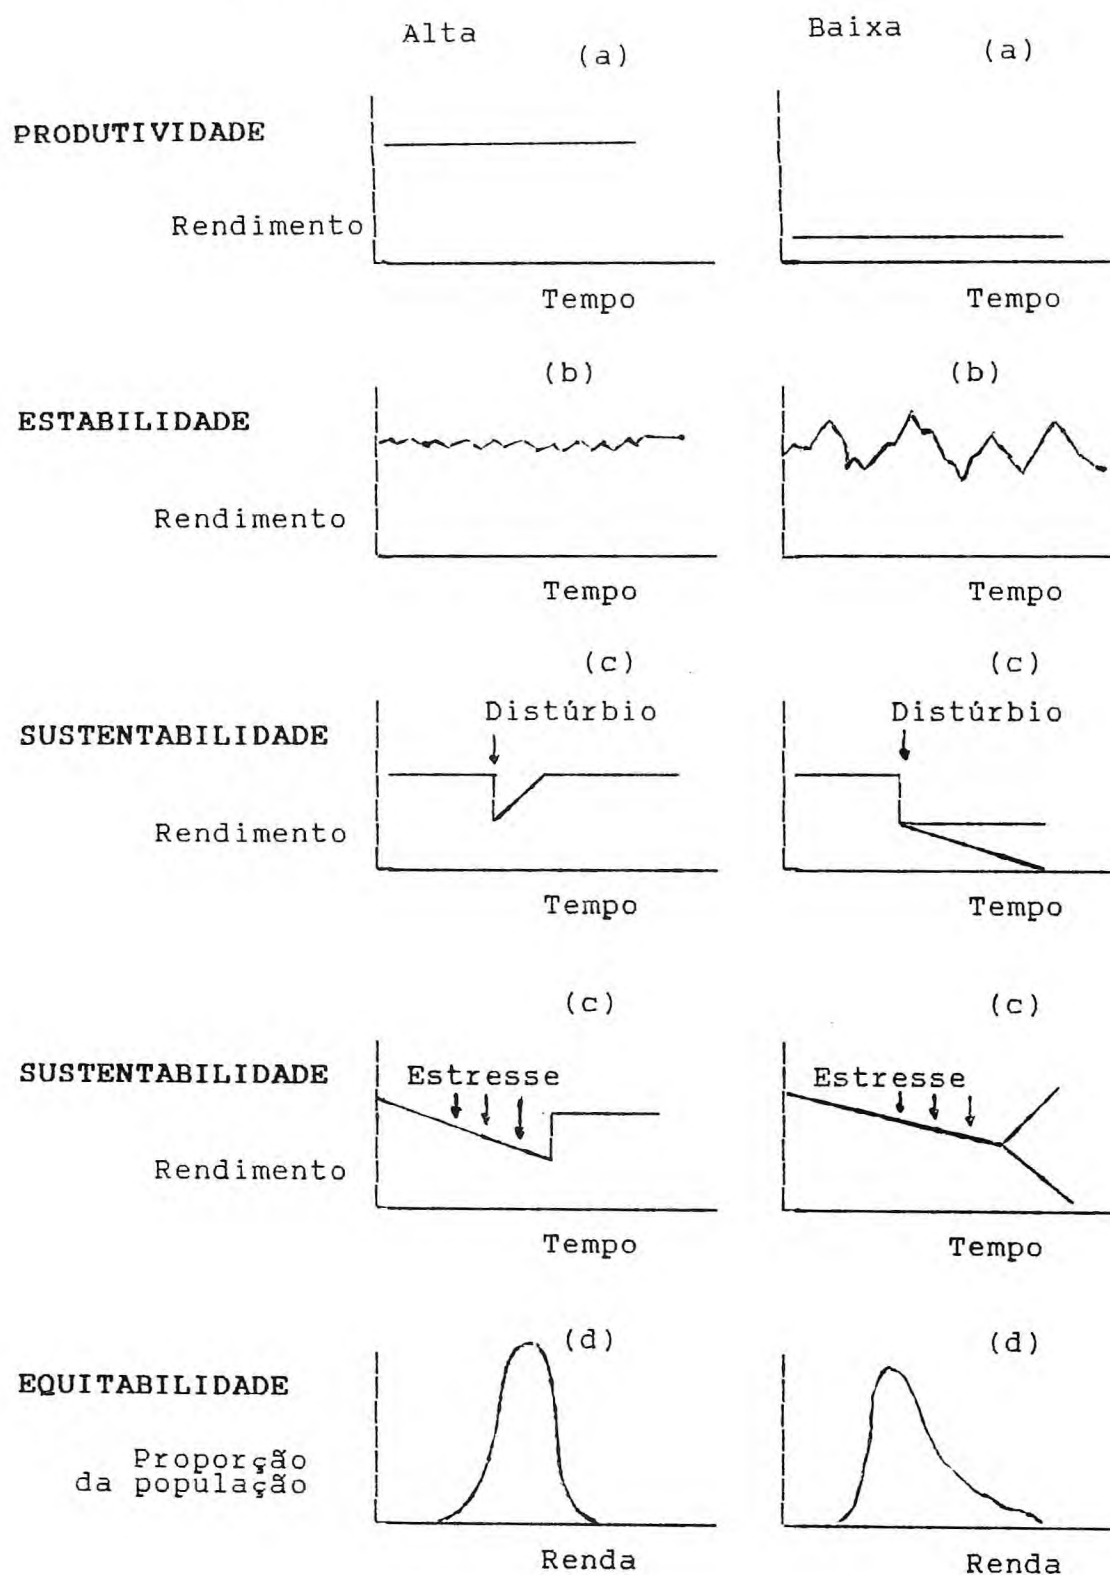 Alta (a) Baixa (a)
PRODUTIVIDADE
Rendimento
Tempo Tempo
(b) (b)
ESTABILIDADE
Rendimento
Tempo Tempo
(c) (c)
Distúrbio Distúrbio
SUSTENTABILIDADE
Rendimento
Tempo Tempo
(c) (c)
SUSTENTABILIDADE Estresse Estresse
Rendimento
Tempo Tempo
(d) (d)
EQUITABILIDADE
Proporção
da população
Renda Renda